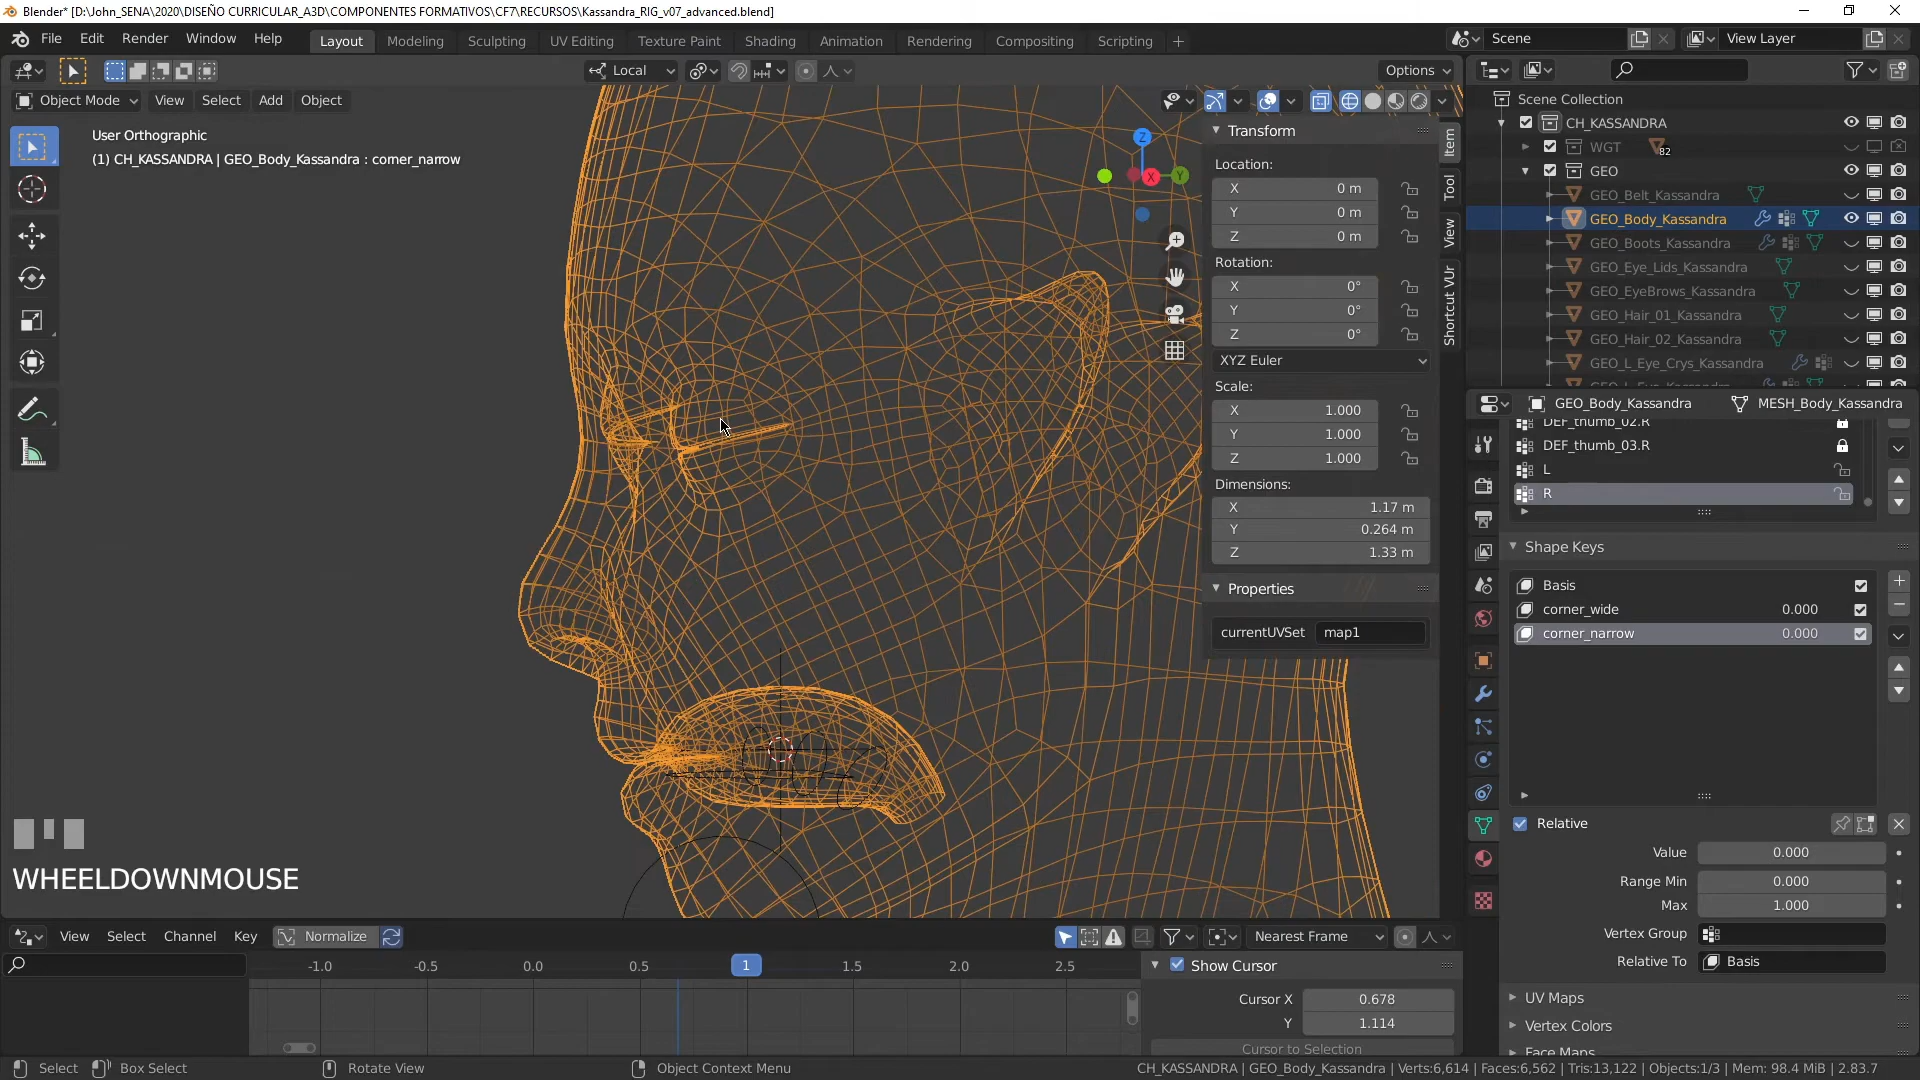 Blender* [D:\John_SENA\2020\DISEÑO CURRICULAR_A3D\COMPONENTES FORMATIVOS\CF7\RECURSOS\Kassandra_RIG_v07_advanced.blend]
File Edit Render Window Help Layout Modeling Sculpting UV Editing Texture Paint Shading Animation Rendering Compositing Scripting + Scene View Layer
Local Options
Object Mode View Select Add Object
User Orthographic
(1) CH_KASSANDRA | GEO_Body_Kassandra : corner_narrow
Z
X
Y
Transform
Location:
X 0 m
Y 0 m
Z 0 m
Rotation:
X 0°
Y 0°
Z 0°
XYZ Euler
Scale:
X 1.000
Y 1.000
Z 1.000
Dimensions:
X 1.17 m
Y 0.264 m
Z 1.33 m
Properties
currentUVSet map1
Item
Tool
View
Shortcut VUr
Scene Collection
CH_KASSANDRA
WGT 82
GEO
GEO_Belt_Kassandra
GEO_Body_Kassandra
GEO_Boots_Kassandra
GEO_Eye_Lids_Kassandra
GEO_EyeBrows_Kassandra
GEO_Hair_01_Kassandra
GEO_Hair_02_Kassandra
GEO_L_Eye_Crys_Kassandra
GEO_L_Eye_Kassandra
GEO_Body_Kassandra MESH_Body_Kassandra
DEF_thumb_02.R
DEF_thumb_03.R
L
R
Shape Keys
Basis
corner_wide 0.000
corner_narrow 0.000
Relative
Value 0.000
Range Min 0.000
Max 1.000
Vertex Group
Relative To Basis
UV Maps
Vertex Colors
Face Maps
WHEELDOWNMOUSE
View Select Channel Key Normalize Nearest Frame
-1.0 -0.5 0.0 0.5 1 1.5 2.0 2.5
Show Cursor
Cursor X 0.678
Y 1.114
Cursor to Selection
Select Box Select Rotate View Object Context Menu
CH_KASSANDRA | GEO_Body_Kassandra | Verts:6,614 | Faces:6,562 | Tris:13,122 | Objects:1/3 | Mem: 98.4 MiB | 2.83.7